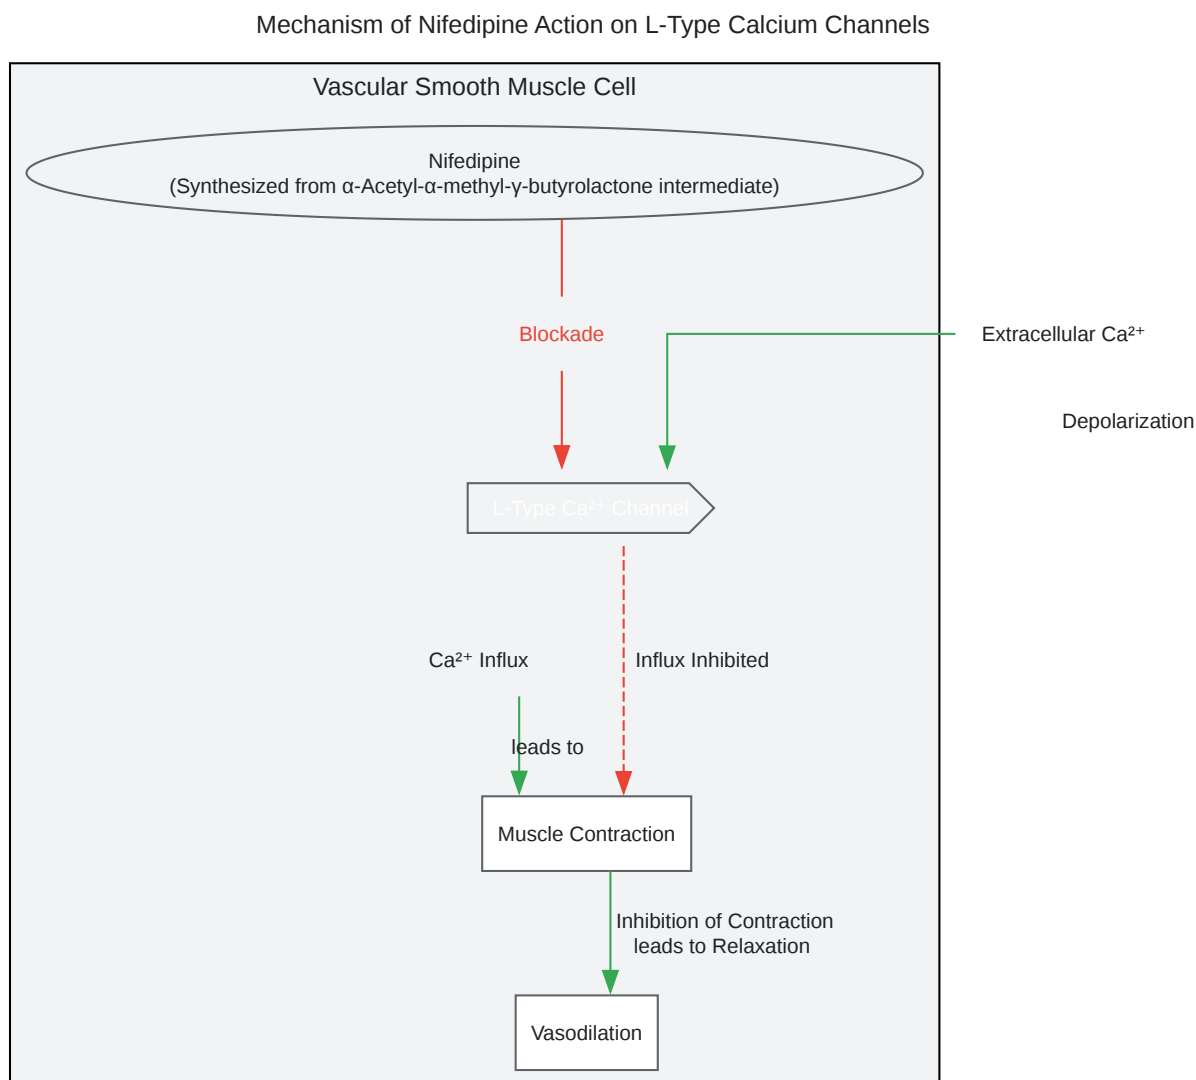 Mechanism of Nifedipine Action on L-Type Calcium Channels
Vascular Smooth Muscle Cell
Nifedipine
(Synthesized from α-Acetyl-α-methyl-γ-butyrolactone intermediate)
Blockade
Extracellular Ca²⁺
Depolarization
L-Type Ca²⁺ Channel
Ca²⁺ Influx
Influx Inhibited
leads to
Muscle Contraction
Inhibition of Contraction
leads to Relaxation
Vasodilation